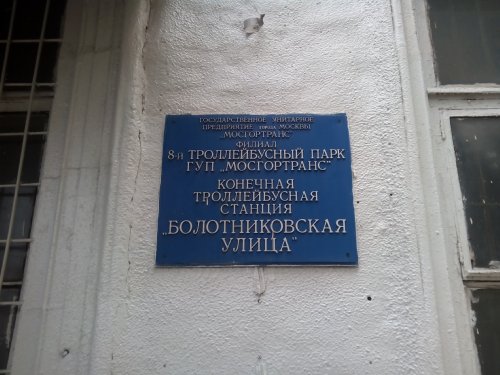 ГОСУДАРСТВЕННОЕ УНИТАРНОЕ
ПРЕДПРИЯТИЕ ГОРОДА МОСКВЫ
"МОСГОРТРАНС"
ФИЛИАЛ
8-й ТРОЛЛЕЙБУСНЫЙ ПАРК
ГУП „МОСГОРТРАНС"
КОНЕЧНАЯ
ТРОЛЛЕЙБУСНАЯ
СТАНЦИЯ
„БОЛОТНИКОВСКАЯ
УЛИЦА"